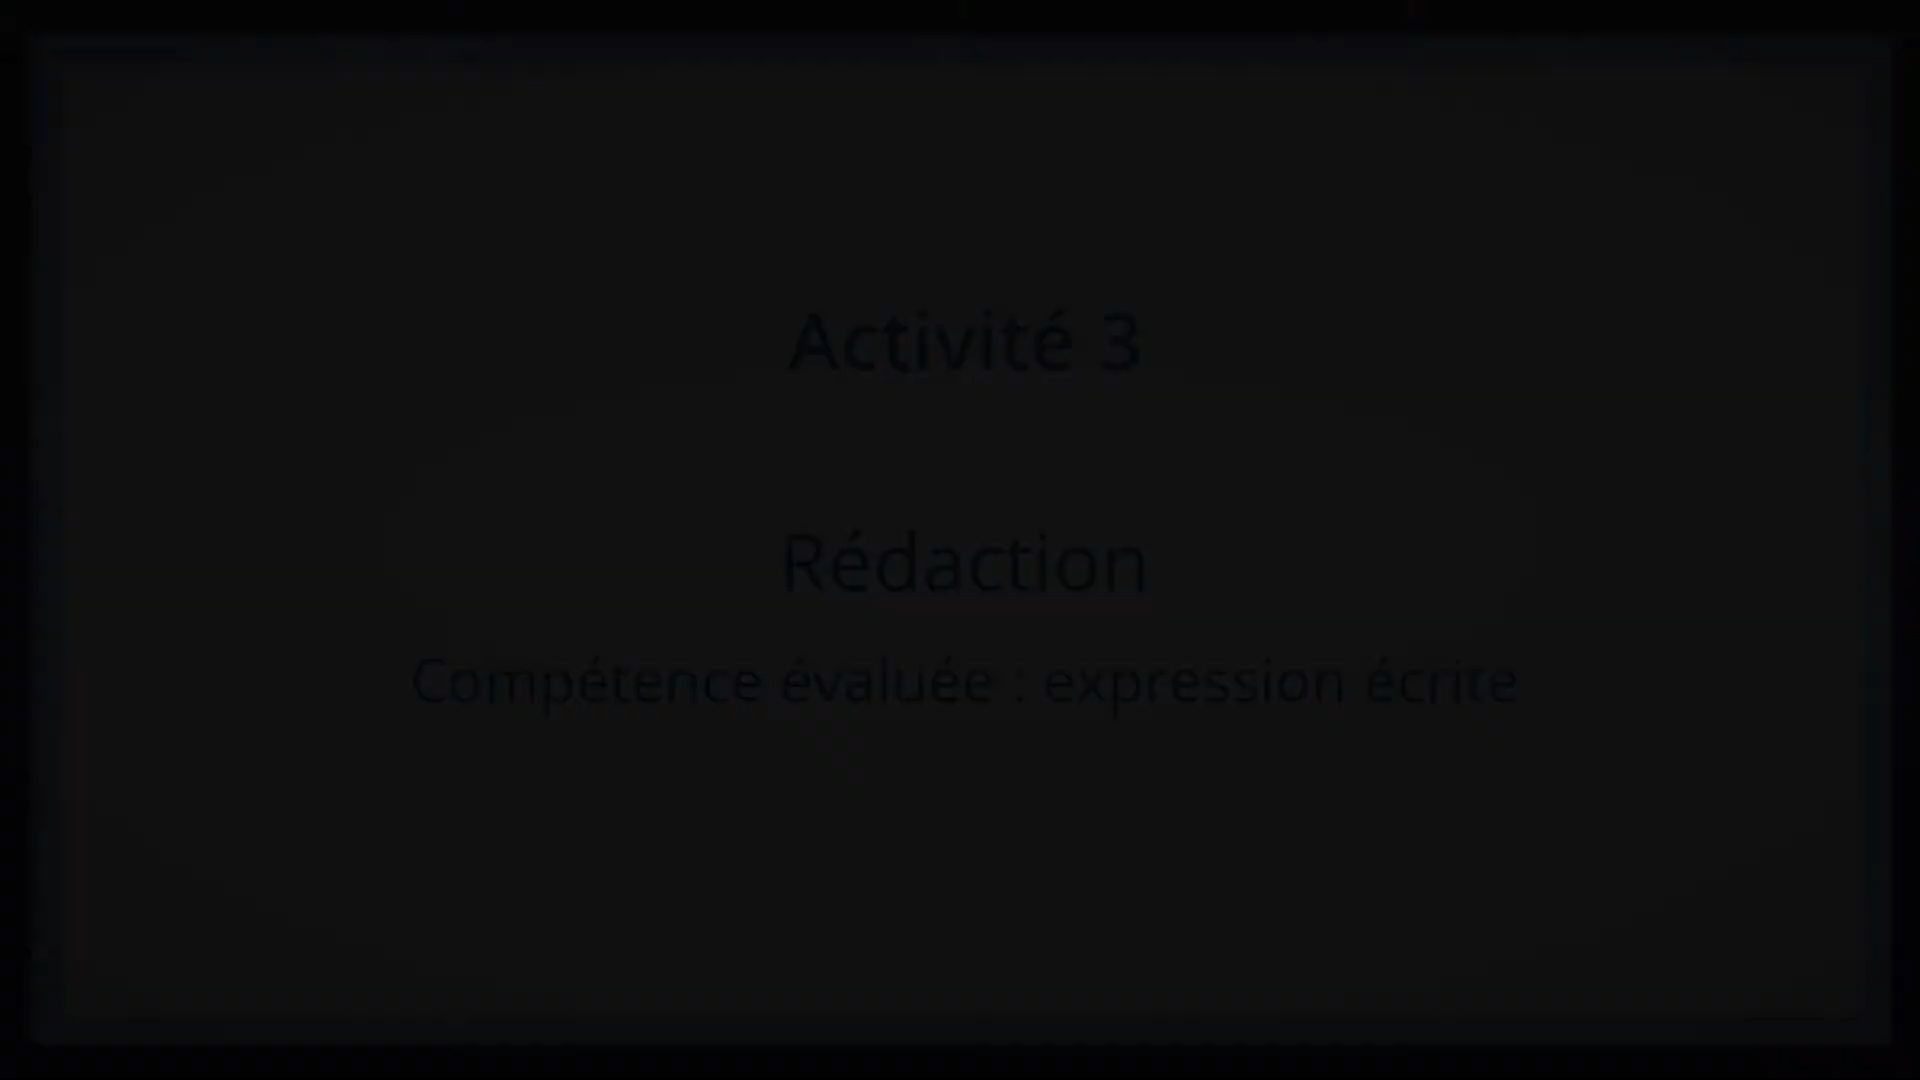 Activité 3
Rédaction
Compétence évaluée : expression écrite